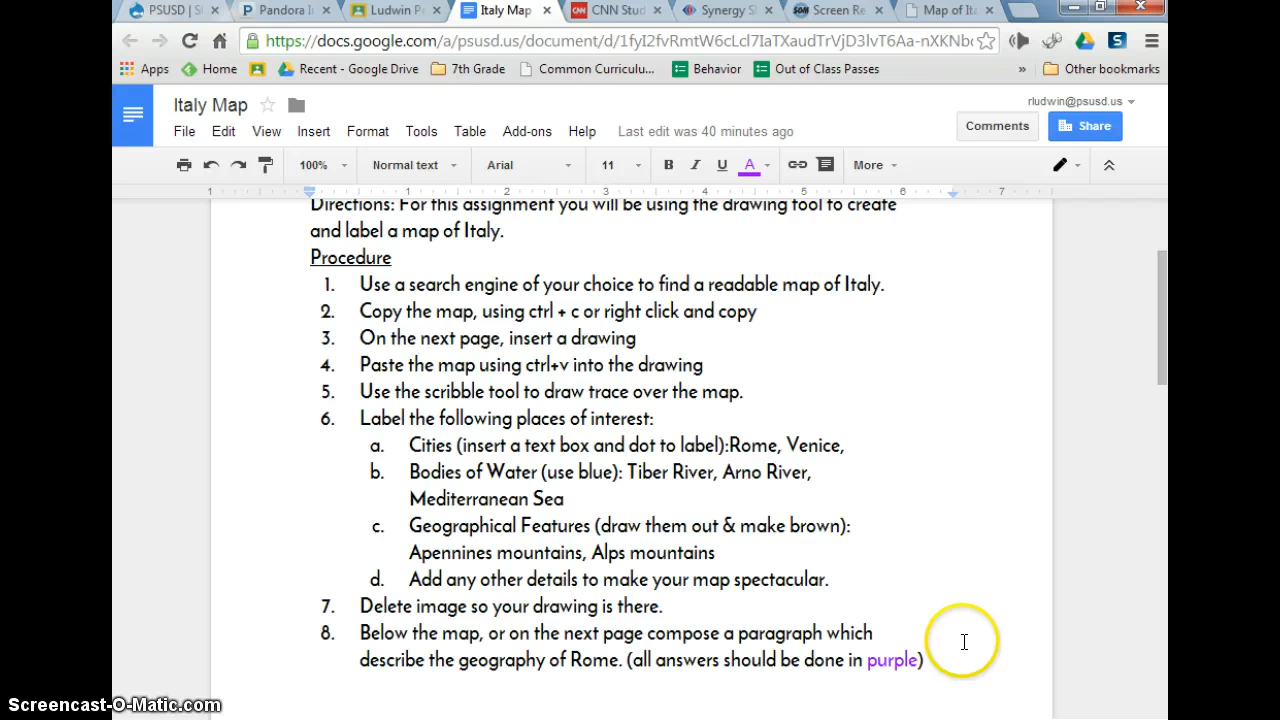 PSUSD | S
Pandora I
Ludwin P
Italy Map
CNN Stud
Synergy S
Screen Re
Map of It
https://docs.google.com/a/psusd.us/document/d/1fyI2fvRmtW6cLcl7IaTXaudTrVjD3lvT6Aa-nXKNb
Apps Home Recent - Google Drive 7th Grade Common Curriculu... Behavior Out of Class Passes » Other bookmarks
Italy Map
rludwin@psusd.us
File Edit View Insert Format Tools Table Add-ons Help Last edit was 40 minutes ago
Comments Share
100% Normal text Arial 11 B I U A More
1 1 2 3 4 5 6 7
Directions: For this assignment you will be using the drawing tool to create
and label a map of Italy.
Procedure
1. Use a search engine of your choice to find a readable map of Italy.
2. Copy the map, using ctrl + c or right click and copy
3. On the next page, insert a drawing
4. Paste the map using ctrl+v into the drawing
5. Use the scribble tool to draw trace over the map.
6. Label the following places of interest:
a. Cities (insert a text box and dot to label):Rome, Venice,
b. Bodies of Water (use blue): Tiber River, Arno River,
Mediterranean Sea
c. Geographical Features (draw them out & make brown):
Apennines mountains, Alps mountains
d. Add any other details to make your map spectacular.
7. Delete image so your drawing is there.
8. Below the map, or on the next page compose a paragraph which
describe the geography of Rome. (all answers should be done in purple)
Screencast-O-Matic.com